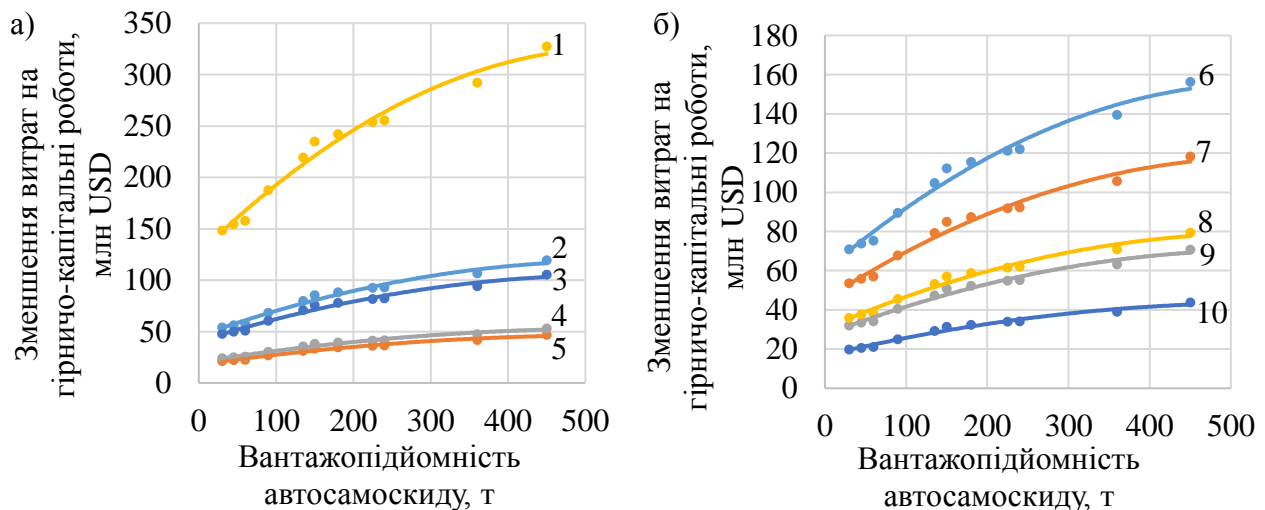 а)
Зменшення витрат на
гірничо-капітальні роботи,
млн USD
350
300
250
200
150
100
50
0
0 100 200 300 400 500
1
2
3
4
5
Вантажопідйомність
автосамоскиду, т
б)
Зменшення витрат на
гірничо-капітальні роботи,
млн USD
180
160
140
120
100
80
60
40
20
0
0 100 200 300 400 500
6
7
8
9
10
Вантажопідйомність
автосамоскиду, т